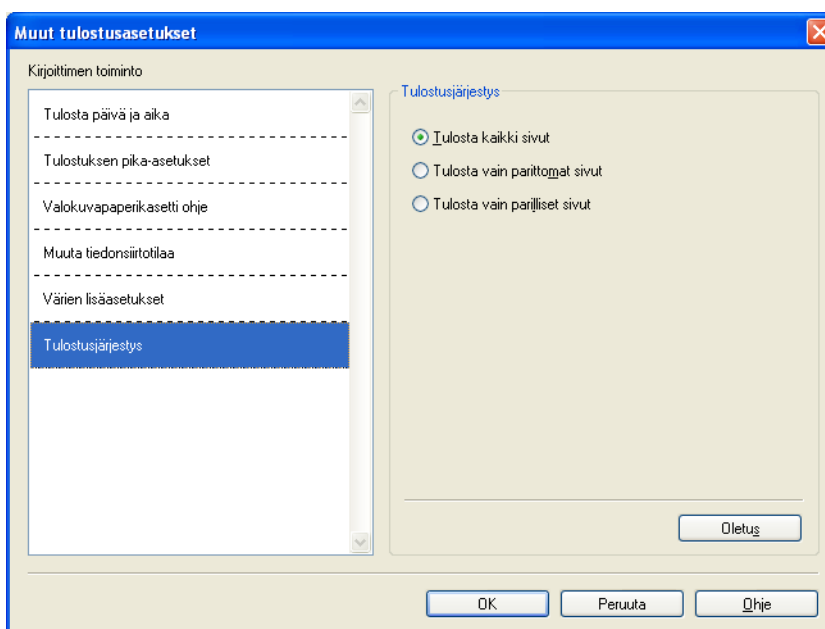 Muut tulostusasetukset
Kirjoittimen toiminto
Tulosta päivä ja aika
Tulostuksen pika-asetukset
Valokuvapaperikasetti ohje
Muuta tiedonsiirtotilaa
Värien lisäasetukset
Tulostusjärjestys
Tulostusjärjestys
Tulosta kaikki sivut
Tulosta vain parittomat sivut
Tulosta vain parilliset sivut
Oletus
OK Peruuta Ohje